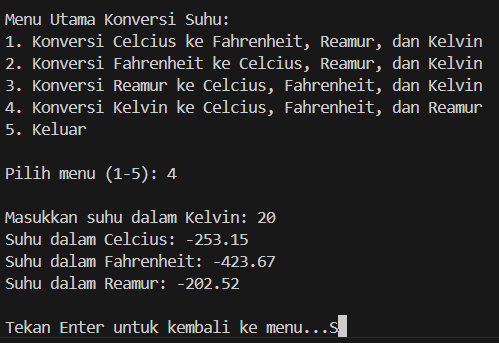 Menu Utama Konversi Suhu:
1. Konversi Celcius ke Fahrenheit, Reamur, dan Kelvin
2. Konversi Fahrenheit ke Celcius, Reamur, dan Kelvin
3. Konversi Reamur ke Celcius, Fahrenheit, dan Kelvin
4. Konversi Kelvin ke Celcius, Fahrenheit, dan Reamur
5. Keluar
Pilih menu (1-5): 4
Masukkan suhu dalam Kelvin: 20
Suhu dalam Celcius: -253.15
Suhu dalam Fahrenheit: -423.67
Suhu dalam Reamur: -202.52
Tekan Enter untuk kembali ke menu...S